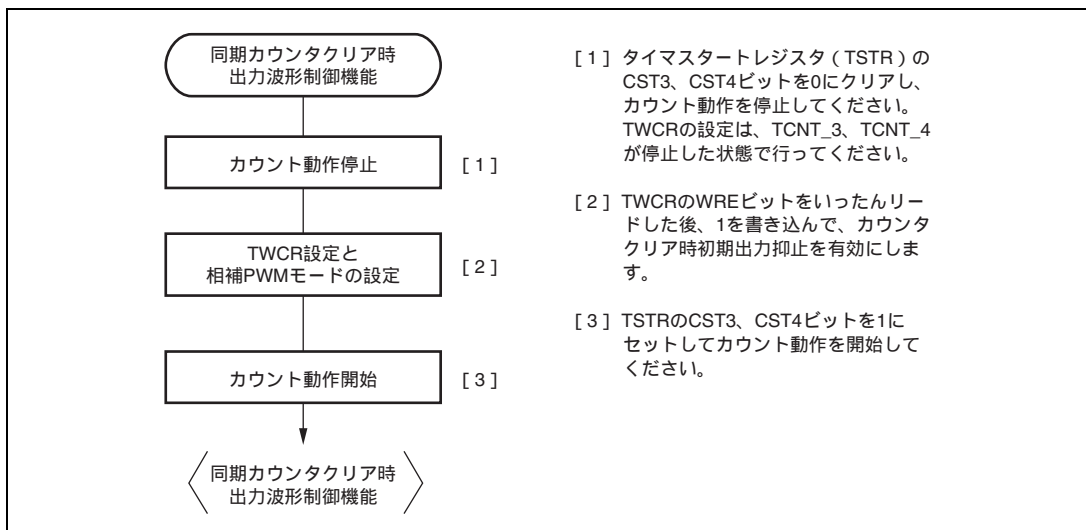 同期カウンタクリア時
出力波形制御機能
カウント動作停止
[1]
TWCR設定と
相補PWMモードの設定
[2]
カウント動作開始
[3]
同期カウンタクリア時
出力波形制御機能
[1] タイマスタートレジスタ(TSTR)の
CST3、CST4ビットを0にクリアし、
カウント動作を停止してください。
TWCRの設定は、TCNT_3、TCNT_4
が停止した状態で行ってください。
[2] TWCRのWREビットをいったんリー
ドした後、1を書き込んで、カウンタ
クリア時初期出力抑止を有効にしま
す。
[3] TSTRのCST3、CST4ビットを1に
セットしてカウント動作を開始して
ください。